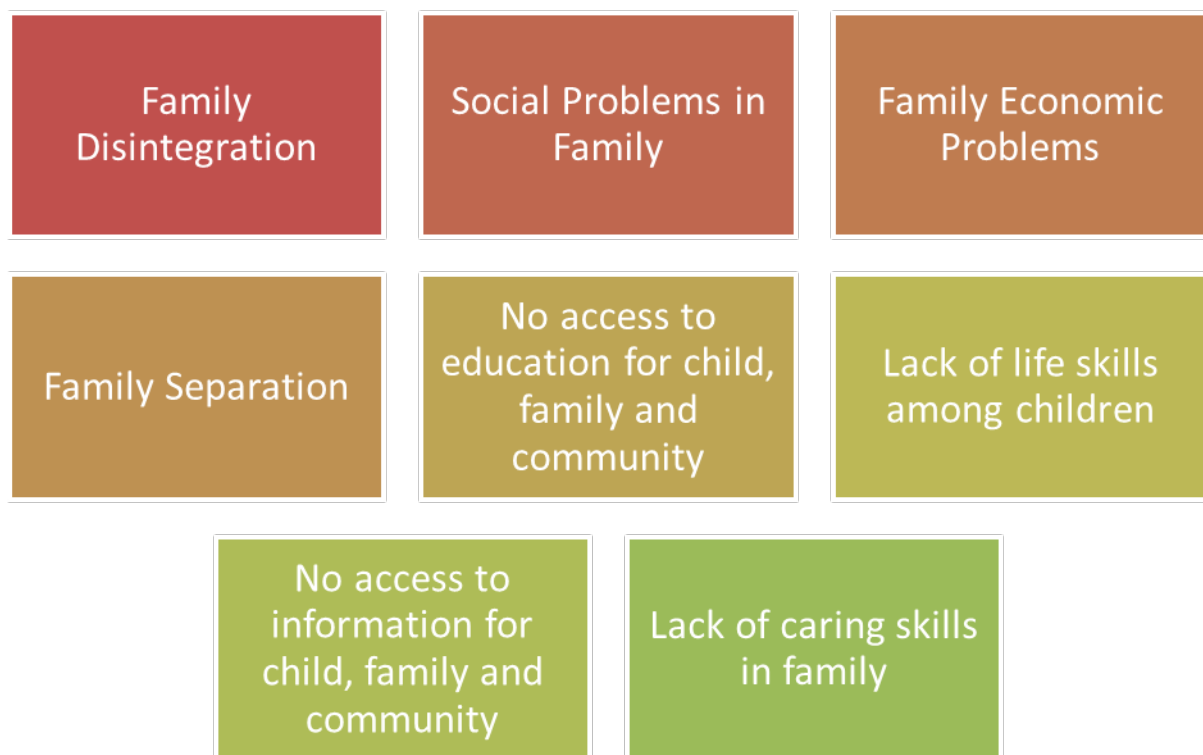 Family
Disintegration
Social Problems in
Family
Family Economic
Problems
Family Separation
No access to
education for child,
family and
community
Lack of life skills
among children
No access to
information for
child, family and
community
Lack of caring skills
in family